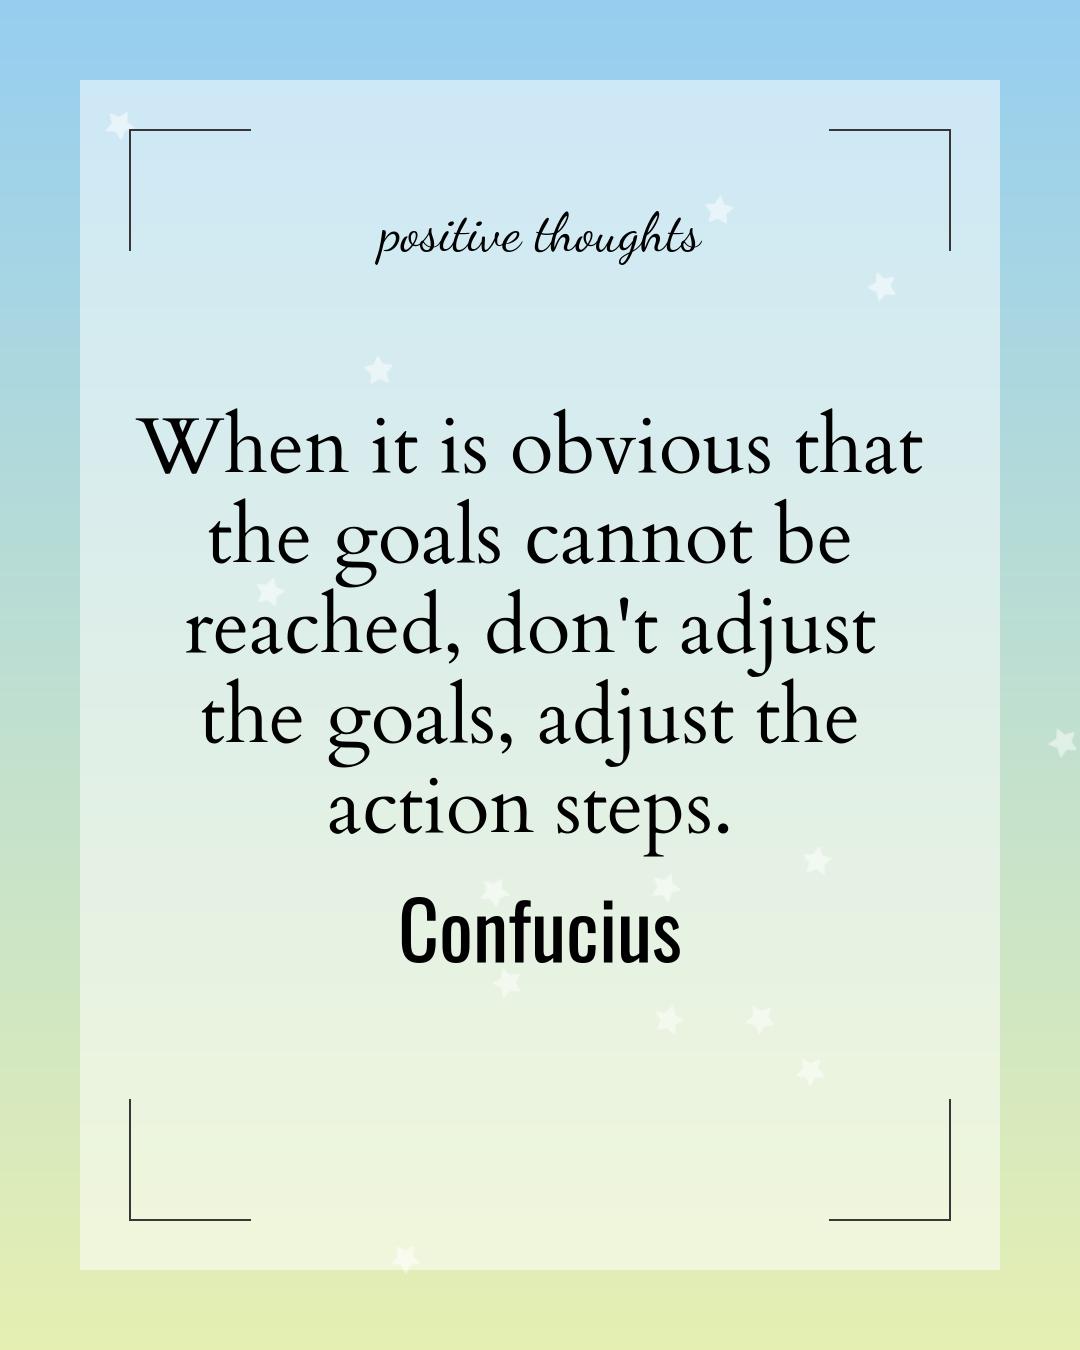 positive thoughts
When it is obvious that
the goals cannot be
reached, don't adjust
the goals, adjust the
action steps.
Confucius